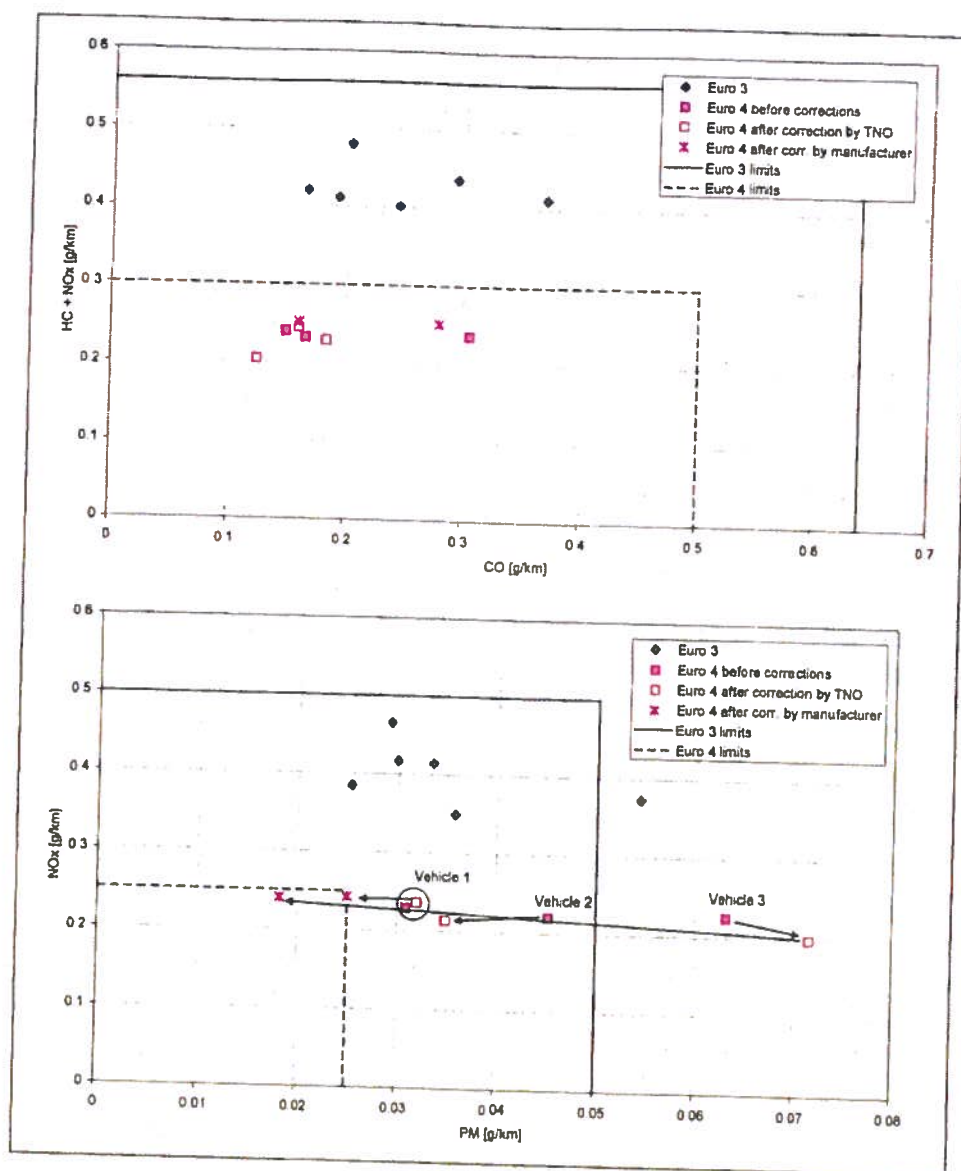 0.6
0.5
0.4
0.3
0.2
0.1
0
HC + NOx [g/km]
Euro 3
Euro 4 before corrections
Euro 4 after correction by TNO
Euro 4 after corr. by manufacturer
Euro 3 limits
Euro 4 limits
0 0.1 0.2 0.3 0.4 0.5 0.6 0.7
CO [g/km]
0.6
0.5
0.4
0.3
0.2
0.1
0
NOx [g/km]
Euro 3
Euro 4 before corrections
Euro 4 after correction by TNO
Euro 4 after corr. by manufacturer
Euro 3 limits
Euro 4 limits
Vehicle 1
Vehicle 2
Vehicle 3
0 0.02 0.03 0.04 0.05 0.06 0.07 0.08
PM [g/km]